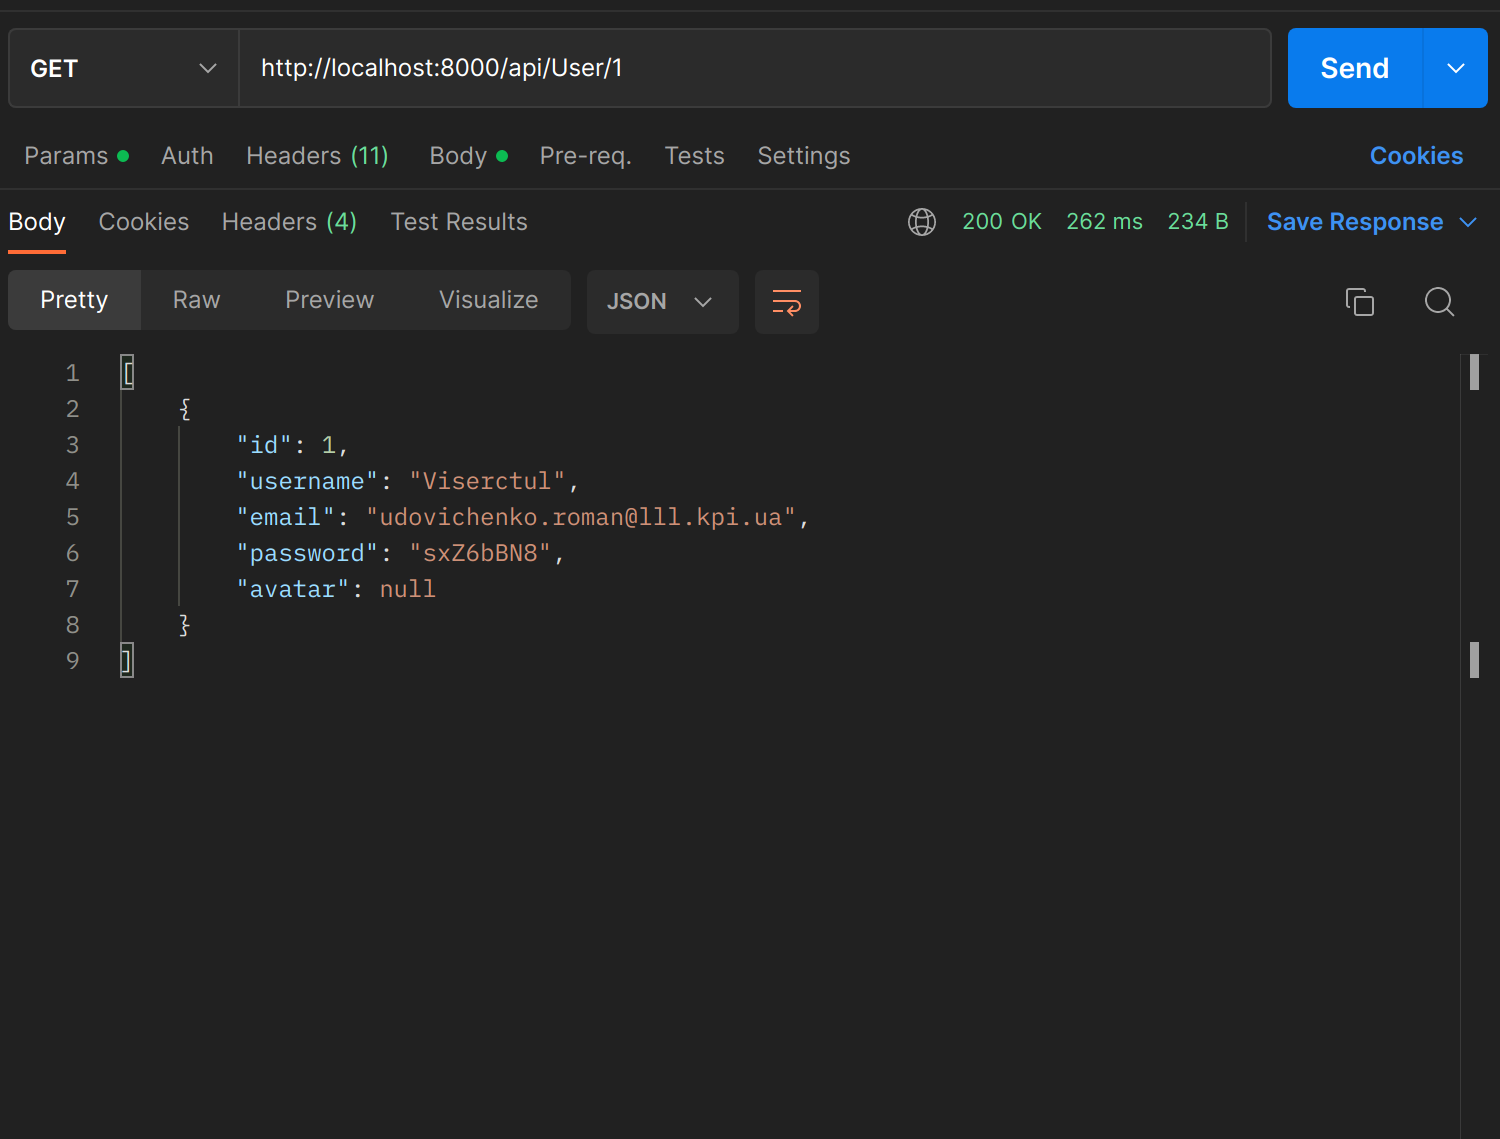 GET http://localhost:8000/api/User/1 Send
Params Auth Headers (11) Body Pre-req. Tests Settings Cookies
Body Cookies Headers (4) Test Results 200 OK 262 ms 234 B Save Response
Pretty Raw Preview Visualize JSON
1 [
2 {
3 "id": 1,
4 "username": "Viserctul",
5 "email": "udovichenko.roman@lll.kpi.ua",
6 "password": "sxZ6bBN8",
7 "avatar": null
8 }
9 ]